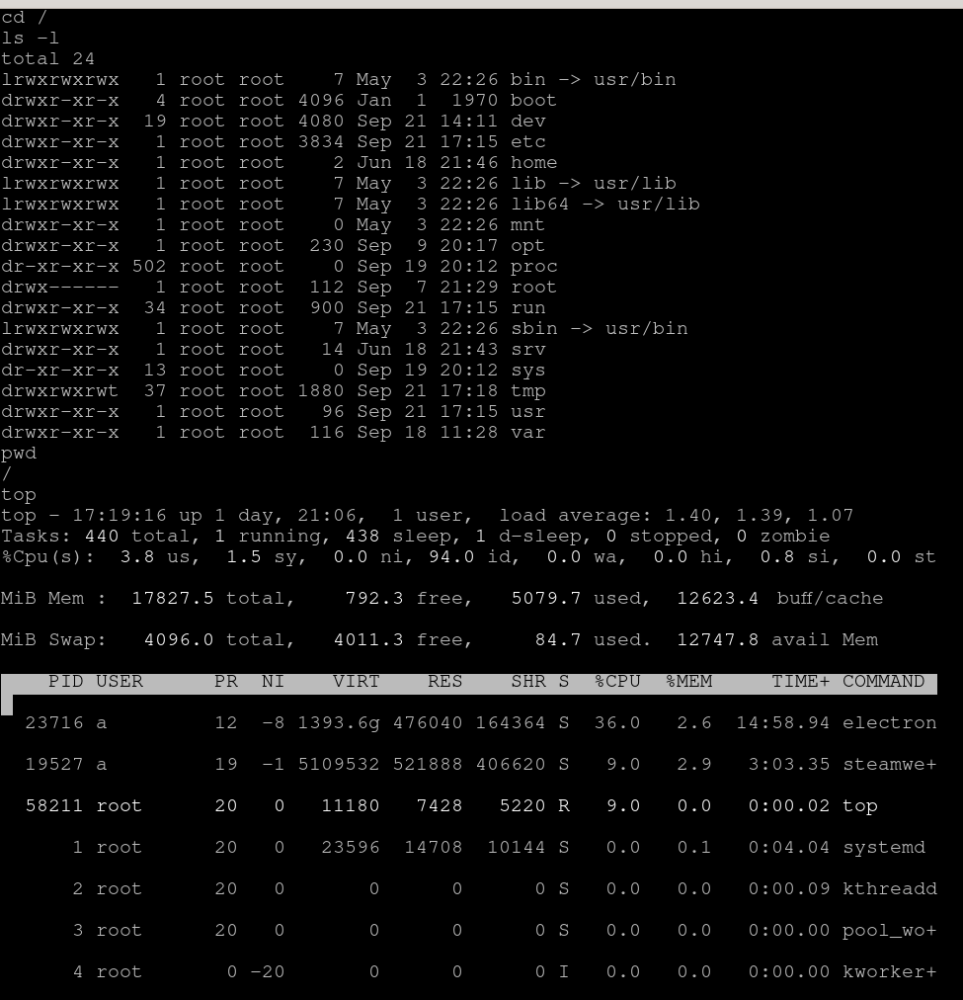 cd /
ls -l
total 24
lrwxrwxrwx   1 root root    7 May  3 22:26 bin -> usr/bin
drwxr-xr-x   4 root root 4096 Jan  1  1970 boot
drwxr-xr-x  19 root root 4080 Sep 21 14:11 dev
drwxr-xr-x   1 root root 3834 Sep 21 17:15 etc
drwxr-xr-x   1 root root    2 Jun 18 21:46 home
lrwxrwxrwx   1 root root    7 May  3 22:26 lib -> usr/lib
lrwxrwxrwx   1 root root    7 May  3 22:26 lib64 -> usr/lib
drwxr-xr-x   1 root root    0 May  3 22:26 mnt
drwxr-xr-x   1 root root  230 Sep  9 20:17 opt
dr-xr-xr-x 502 root root    0 Sep 19 20:12 proc
drwx------   1 root root  112 Sep  7 21:29 root
drwxr-xr-x  34 root root  900 Sep 21 17:15 run
lrwxrwxrwx   1 root root    7 May  3 22:26 sbin -> usr/bin
drwxr-xr-x   1 root root   14 Jun 18 21:43 srv
dr-xr-xr-x  13 root root    0 Sep 19 20:12 sys
drwxrwxrwt  37 root root 1880 Sep 21 17:18 tmp
drwxr-xr-x   1 root root   96 Sep 21 17:15 usr
drwxr-xr-x   1 root root  116 Sep 18 11:28 var
pwd
/
top
top - 17:19:16 up 1 day, 21:06,  1 user,  load average: 1.40, 1.39, 1.07
Tasks: 440 total, 1 running, 438 sleep, 1 d-sleep, 0 stopped, 0 zombie
%Cpu(s):  3.8 us,  1.5 sy,  0.0 ni, 94.0 id,  0.0 wa,  0.0 hi,  0.8 si,  0.0 st
MiB Mem :  17827.5 total,    792.3 free,   5079.7 used,  12623.4 buff/cache
MiB Swap:   4096.0 total,   4011.3 free,     84.7 used.  12747.8 avail Mem
    PID USER      PR  NI    VIRT    RES    SHR S  %CPU  %MEM     TIME+ COMMAND
  23716 a         12  -8 1393.6g 476040 164364 S  36.0   2.6  14:58.94 electron
  19527 a         19  -1 5109532 521888 406620 S   9.0   2.9   3:03.35 steamwe+
  58211 root      20   0   11180   7428   5220 R   9.0   0.0   0:00.02 top
      1 root      20   0   23596  14708  10144 S   0.0   0.1   0:04.04 systemd
      2 root      20   0       0      0      0 S   0.0   0.0   0:00.09 kthreadd
      3 root      20   0       0      0      0 S   0.0   0.0   0:00.00 pool_wo+
      4 root       0 -20       0      0      0 I   0.0   0.0   0:00.00 kworker+